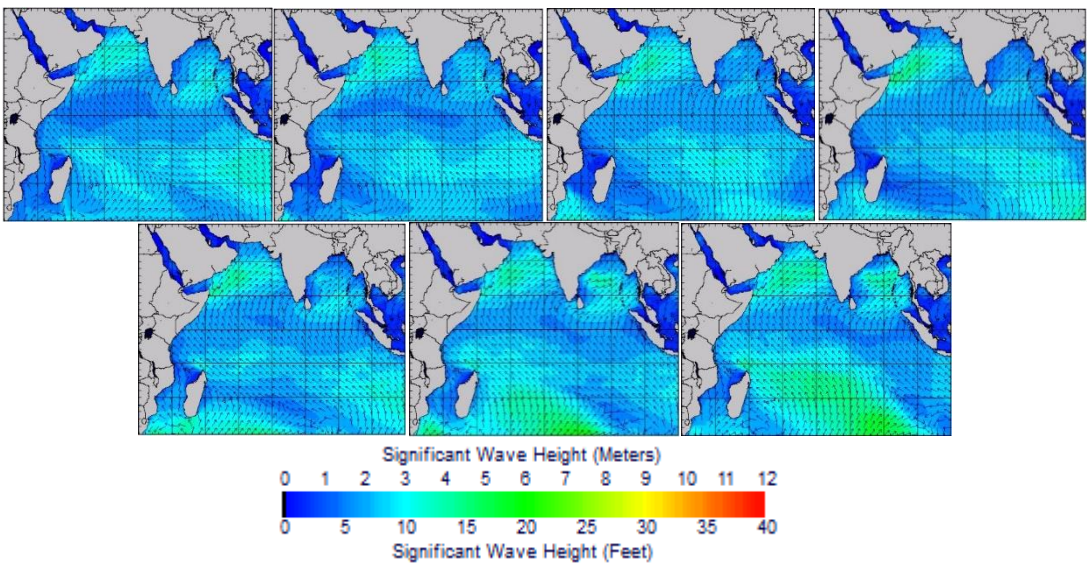 Significant Wave Height (Meters)
0 1 2 3 4 5 6 7 8 9 10 11 12
0 5 10 15 20 25 30 35 40
Significant Wave Height (Feet)